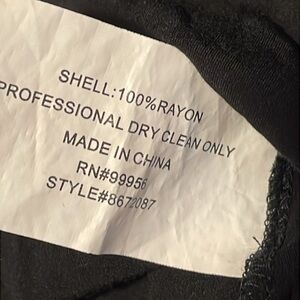 SHELL:100%RAYON
PROFESSIONAL DRY CLEAN ONLY
MADE IN CHINA
RN#99956
STYLE#8672087